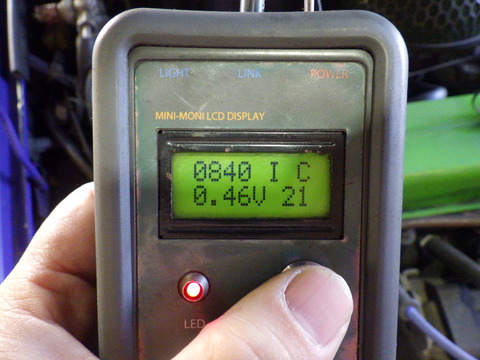 LIGHT LINK POWER
MINI-MONI LCD DISPLAY
0840 I C
0.46V 21
LED